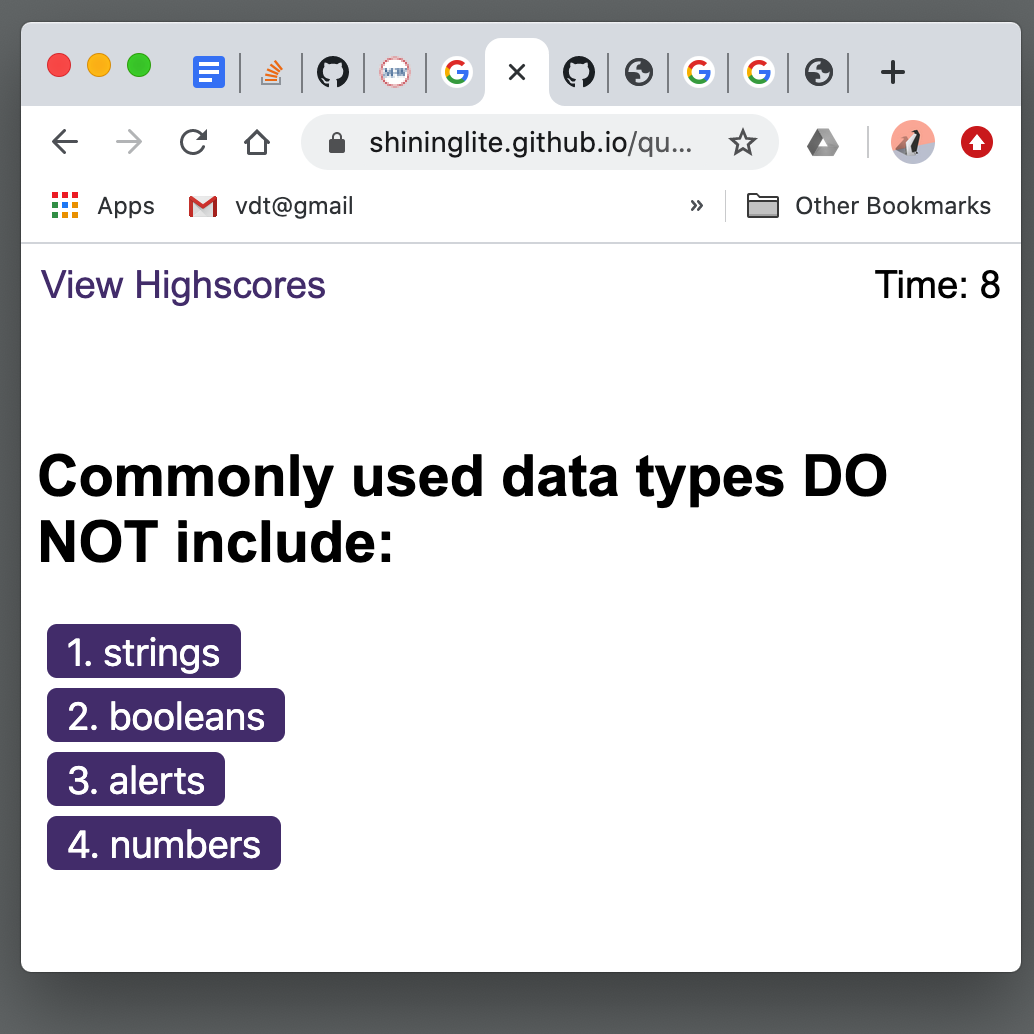 shininglite.github.io/qu...
Apps vdt@gmail » Other Bookmarks
View Highscores Time: 8
Commonly used data types DO
NOT include:
1. strings
2. booleans
3. alerts
4. numbers